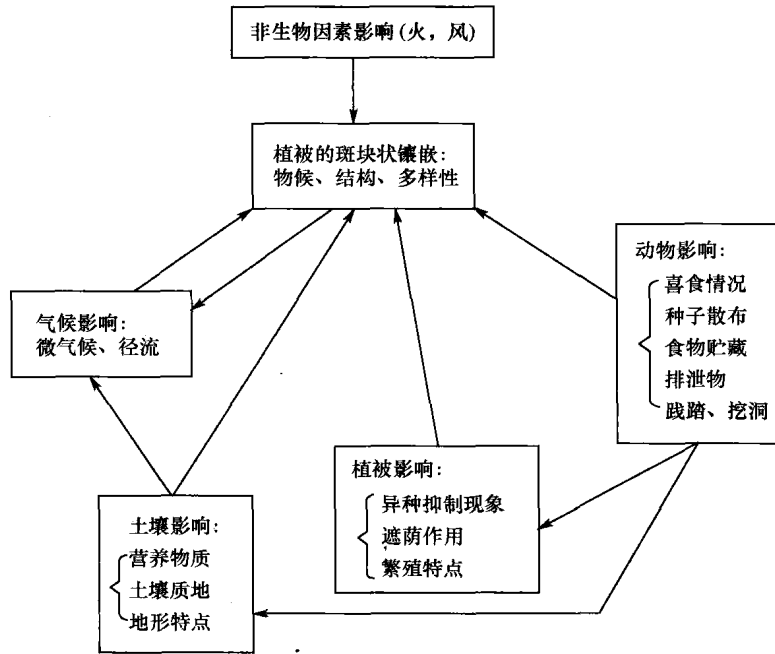 非生物因素影响(火，风)
植被的斑块状镶嵌：
物候、结构、多样性
动物影响：
喜食情况
种子散布
食物贮藏
排泄物
践踏、挖洞
气候影响：
微气候、径流
植被影响：
异种抑制现象
遮荫作用
繁殖特点
土壤影响：
营养物质
土壤质地
地形特点